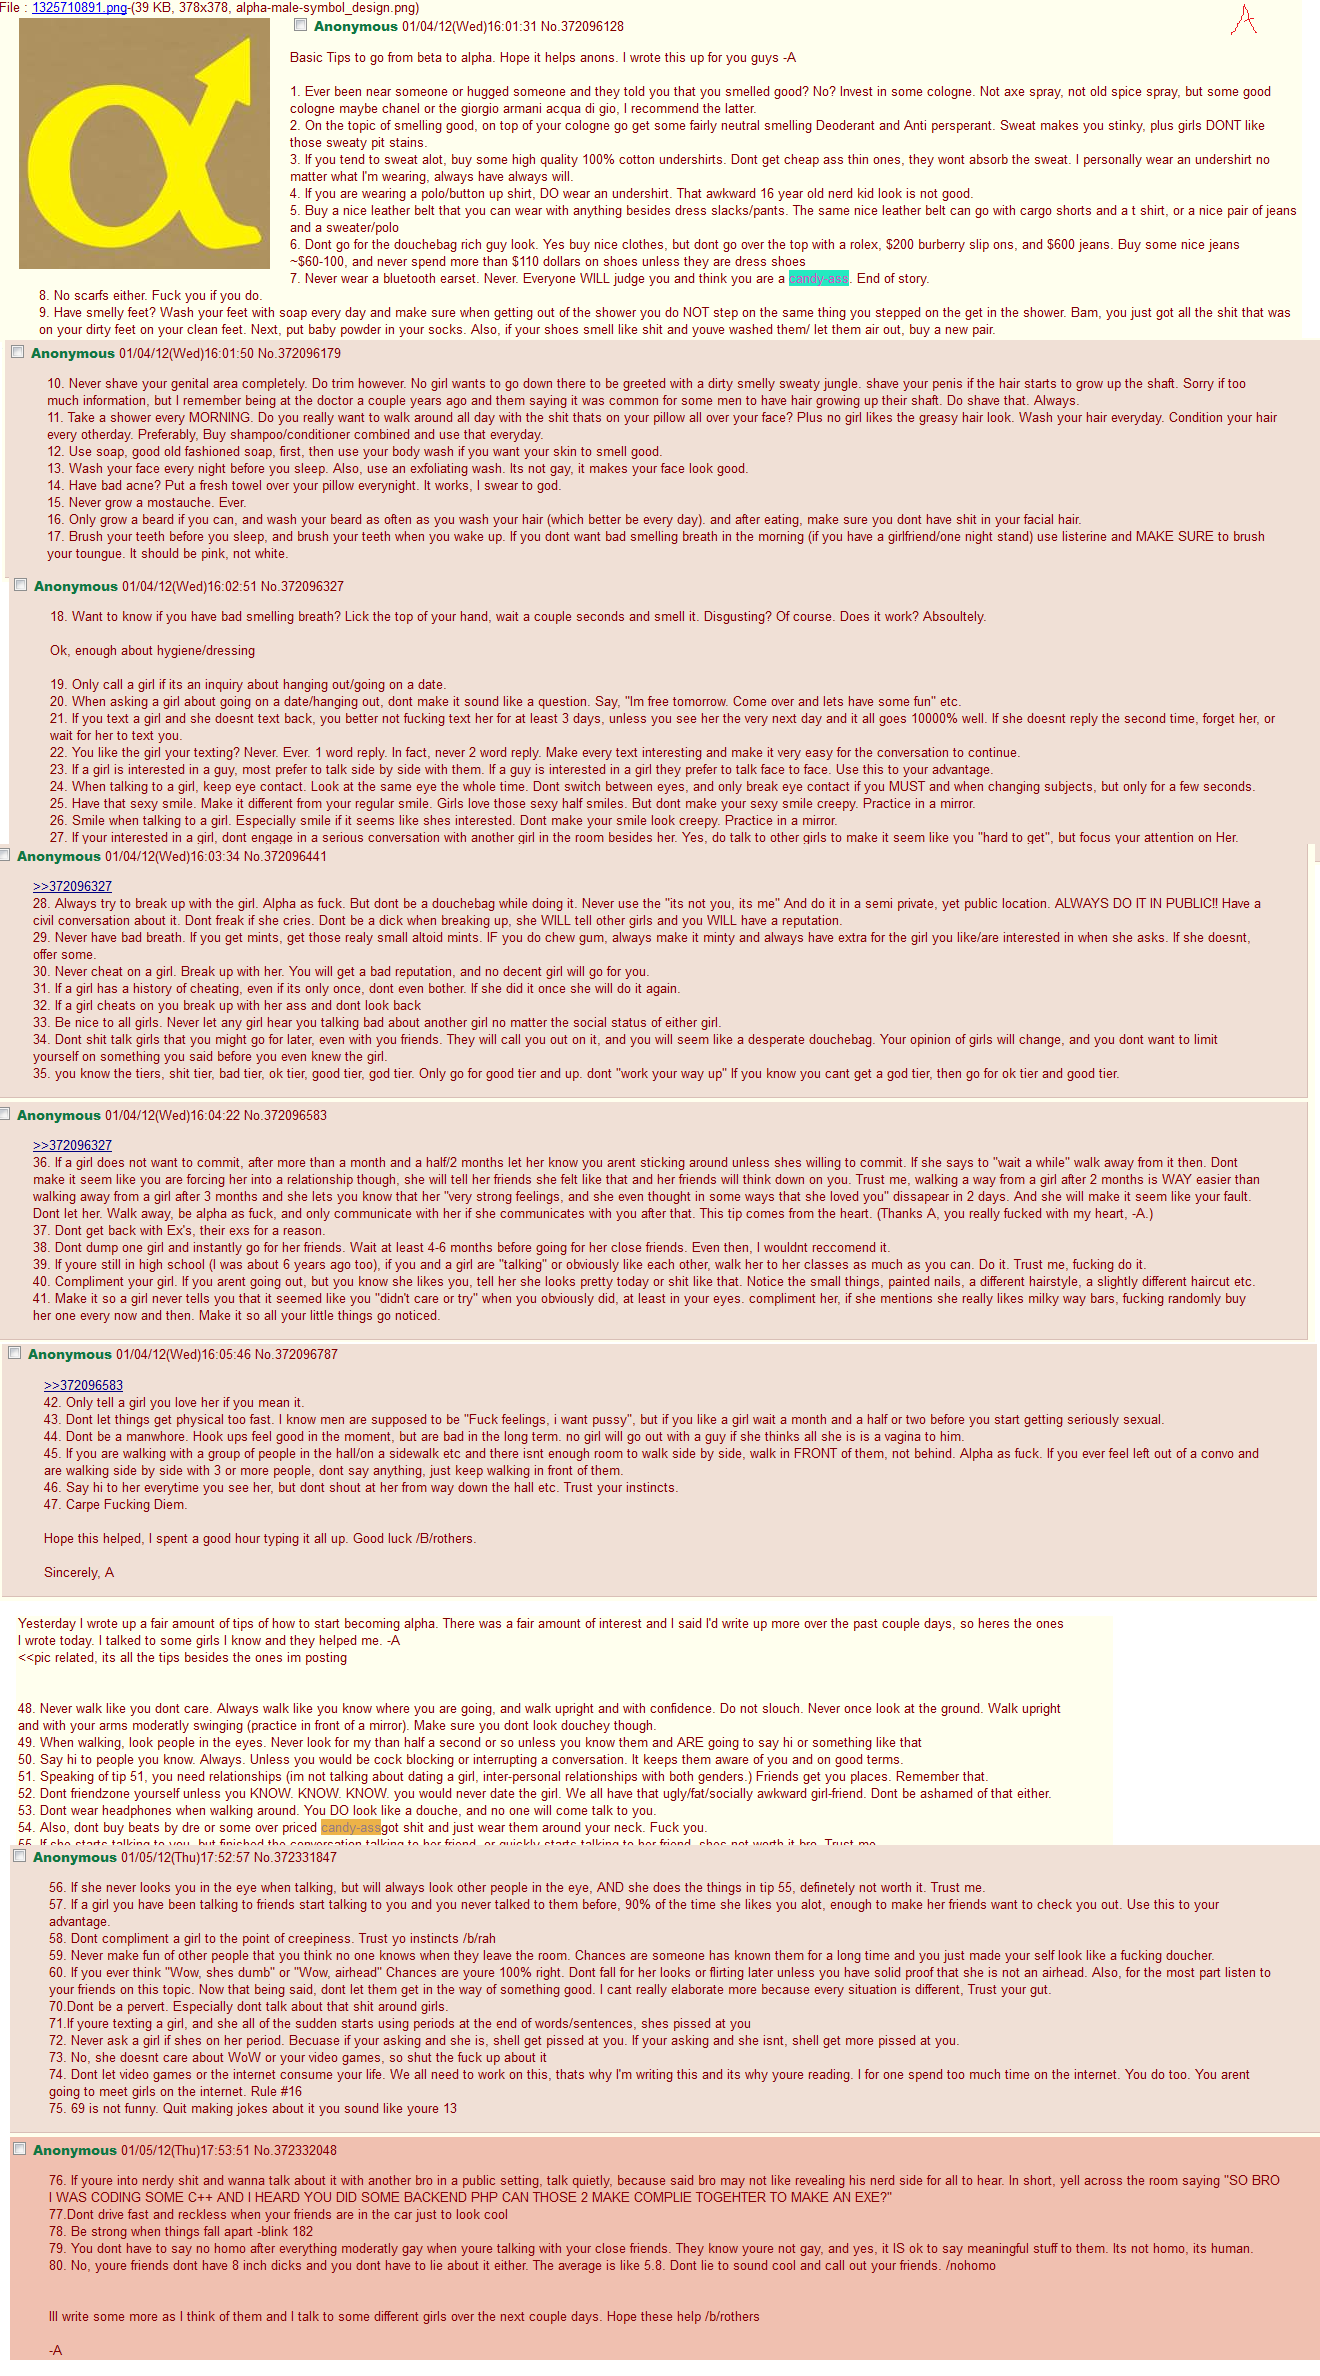 File : 1325710891.png-(39 KB, 378x378, alpha-male-symbol_design.png)
A
Anonymous 01/04/12(Wed)16:01:31 No.372096128
Basic Tips to go from beta to alpha. Hope it helps anons. I wrote this up for you guys -A
1. Ever been near someone or hugged someone and they told you that you smelled good? No? Invest in some cologne. Not axe spray, not old spice spray, but some good
cologne maybe chanel or the giorgio armani acqua di gio, I recommend the latter.
2. On the topic of smelling good, on top of your cologne go get some fairly neutral smelling Deoderant and Anti persperant. Sweat makes you stinky, plus girls DONT like
those sweaty pit stains.
3. If you tend to sweat alot, buy some high quality 100% cotton undershirts. Dont get cheap ass thin ones, they wont absorb the sweat. I personally wear an undershirt no
matter what I'm wearing, always have always will.
4. If you are wearing a polo/button up shirt, DO wear an undershirt. That awkward 16 year old nerd kid look is not good.
5. Buy a nice leather belt that you can wear with anything besides dress slacks/pants. The same nice leather belt can go with cargo shorts and a t shirt, or a nice pair of jeans
and a sweater/polo
6. Dont go for the douchebag rich guy look. Yes buy nice clothes, but dont go over the top with a rolex, $200 burberry slip ons, and $600 jeans. Buy some nice jeans
~$60-100, and never spend more than $110 dollars on shoes unless they are dress shoes
7. Never wear a bluetooth earset. Never. Everyone WILL judge you and think you are a candy-ass. End of story.
8. No scarfs either. Fuck you if you do.
9. Have smelly feet? Wash your feet with soap every day and make sure when getting out of the shower you do NOT step on the same thing you stepped on the get in the shower. Bam, you just got all the shit that was
on your dirty feet on your clean feet. Next, put baby powder in your socks. Also, if your shoes smell like shit and youve washed them/ let them air out, buy a new pair.
Anonymous 01/04/12(Wed)16:01:50 No.372096179
10. Never shave your genital area completely. Do trim however. No girl wants to go down there to be greeted with a dirty smelly sweaty jungle. shave your penis if the hair starts to grow up the shaft. Sorry if too
much information, but I remember being at the doctor a couple years ago and them saying it was common for some men to have hair growing up their shaft. Do shave that. Always.
11. Take a shower every MORNING. Do you really want to walk around all day with the shit thats on your pillow all over your face? Plus no girl likes the greasy hair look. Wash your hair everyday. Condition your hair
every otherday. Preferably, Buy shampoo/conditioner combined and use that everyday.
12. Use soap, good old fashioned soap, first, then use your body wash if you want your skin to smell good.
13. Wash your face every night before you sleep. Also, use an exfoliating wash. Its not gay, it makes your face look good.
14. Have bad acne? Put a fresh towel over your pillow everynight. It works, I swear to god.
15. Never grow a mostauche. Ever.
16. Only grow a beard if you can, and wash your beard as often as you wash your hair (which better be every day). and after eating, make sure you dont have shit in your facial hair.
17. Brush your teeth before you sleep, and brush your teeth when you wake up. If you dont want bad smelling breath in the morning (if you have a girlfriend/one night stand) use listerine and MAKE SURE to brush
your toungue. It should be pink, not white.
Anonymous 01/04/12(Wed)16:02:51 No.372096327
18. Want to know if you have bad smelling breath? Lick the top of your hand, wait a couple seconds and smell it. Disgusting? Of course. Does it work? Absoultely.
Ok, enough about hygiene/dressing
19. Only call a girl if its an inquiry about hanging out/going on a date.
20. When asking a girl about going on a date/hanging out, dont make it sound like a question. Say, "Im free tomorrow. Come over and lets have some fun" etc.
21. If you text a girl and she doesnt text back, you better not fucking text her for at least 3 days, unless you see her the very next day and it all goes 10000% well. If she doesnt reply the second time, forget her, or
wait for her to text you.
22. You like the girl your texting? Never. Ever. 1 word reply. In fact, never 2 word reply. Make every text interesting and make it very easy for the conversation to continue.
23. If a girl is interested in a guy, most prefer to talk side by side with them. If a guy is interested in a girl they prefer to talk face to face. Use this to your advantage.
24. When talking to a girl, keep eye contact. Look at the same eye the whole time. Dont switch between eyes, and only break eye contact if you MUST and when changing subjects, but only for a few seconds.
25. Have that sexy smile. Make it different from your regular smile. Girls love those sexy half smiles. But dont make your sexy smile creepy. Practice in a mirror.
26. Smile when talking to a girl. Especially smile if it seems like shes interested. Dont make your smile look creepy. Practice in a mirror.
27. If your interested in a girl, dont engage in a serious conversation with another girl in the room besides her. Yes, do talk to other girls to make it seem like you "hard to get", but focus your attention on Her.
Anonymous 01/04/12(Wed)16:03:34 No.372096441
>>372096327
28. Always try to break up with the girl. Alpha as fuck. But dont be a douchebag while doing it. Never use the "its not you, its me" And do it in a semi private, yet public location. ALWAYS DO IT IN PUBLIC!! Have a
civil conversation about it. Dont freak if she cries. Dont be a dick when breaking up, she WILL tell other girls and you WILL have a reputation.
29. Never have bad breath. If you get mints, get those realy small altoid mints. IF you do chew gum, always make it minty and always have extra for the girl you like/are interested in when she asks. If she doesnt,
offer some.
30. Never cheat on a girl. Break up with her. You will get a bad reputation, and no decent girl will go for you.
31. If a girl has a history of cheating, even if its only once, dont even bother. If she did it once she will do it again.
32. If a girl cheats on you break up with her ass and dont look back
33. Be nice to all girls. Never let any girl hear you talking bad about another girl no matter the social status of either girl.
34. Dont shit talk girls that you might go for later, even with you friends. They will call you out on it, and you will seem like a desperate douchebag. Your opinion of girls will change, and you dont want to limit
yourself on something you said before you even knew the girl.
35. you know the tiers, shit tier, bad tier, ok tier, good tier, god tier. Only go for good tier and up. dont "work your way up" If you know you cant get a god tier, then go for ok tier and good tier.
Anonymous 01/04/12(Wed)16:04:22 No.372096583
>>372096327
36. If a girl does not want to commit, after more than a month and a half/2 months let her know you arent sticking around unless shes willing to commit. If she says to "wait a while" walk away from it then. Dont
make it seem like you are forcing her into a relationship though, she will tell her friends she felt like that and her friends will think down on you. Trust me, walking a way from a girl after 2 months is WAY easier than
walking away from a girl after 3 months and she lets you know that her "very strong feelings, and she even thought in some ways that she loved you" dissapear in 2 days. And she will make it seem like your fault.
Dont let her. Walk away, be alpha as fuck, and only communicate with her if she communicates with you after that. This tip comes from the heart. (Thanks A, you really fucked with my heart, -A.)
37. Dont get back with Ex's, their exs for a reason.
38. Dont dump one girl and instantly go for her friends. Wait at least 4-6 months before going for her close friends. Even then, I wouldnt reccomend it.
39. If youre still in high school (I was about 6 years ago too), if you and a girl are "talking" or obviously like each other, walk her to her classes as much as you can. Do it. Trust me, fucking do it.
40. Compliment your girl. If you arent going out, but you know she likes you, tell her she looks pretty today or shit like that. Notice the small things, painted nails, a different hairstyle, a slightly different haircut etc.
41. Make it so a girl never tells you that it seemed like you "didn't care or try" when you obviously did, at least in your eyes. compliment her, if she mentions she really likes milky way bars, fucking randomly buy
her one every now and then. Make it so all your little things go noticed.
Anonymous 01/04/12(Wed)16:05:46 No.372096787
>>372096583
42. Only tell a girl you love her if you mean it.
43. Dont let things get physical too fast. I know men are supposed to be "Fuck feelings, i want pussy", but if you like a girl wait a month and a half or two before you start getting seriously sexual.
44. Dont be a manwhore. Hook ups feel good in the moment, but are bad in the long term. no girl will go out with a guy if she thinks all she is is a vagina to him.
45. If you are walking with a group of people in the hall/on a sidewalk etc and there isnt enough room to walk side by side, walk in FRONT of them, not behind. Alpha as fuck. If you ever feel left out of a convo and
are walking side by side with 3 or more people, dont say anything, just keep walking in front of them.
46. Say hi to her everytime you see her, but dont shout at her from way down the hall etc. Trust your instincts.
47. Carpe Fucking Diem.
Hope this helped, I spent a good hour typing it all up. Good luck /B/rothers.
Sincerely, A
Yesterday I wrote up a fair amount of tips of how to start becoming alpha. There was a fair amount of interest and I said I'd write up more over the past couple days, so heres the ones
I wrote today. I talked to some girls I know and they helped me. -A
<<pic related, its all the tips besides the ones im posting
48. Never walk like you dont care. Always walk like you know where you are going, and walk upright and with confidence. Do not slouch. Never once look at the ground. Walk upright
and with your arms moderatly swinging (practice in front of a mirror). Make sure you dont look douchey though.
49. When walking, look people in the eyes. Never look for my than half a second or so unless you know them and ARE going to say hi or something like that
50. Say hi to people you know. Always. Unless you would be cock blocking or interrupting a conversation. It keeps them aware of you and on good terms.
51. Speaking of tip 51, you need relationships (im not talking about dating a girl, inter-personal relationships with both genders.) Friends get you places. Remember that.
52. Dont friendzone yourself unless you KNOW. KNOW. KNOW. you would never date the girl. We all have that ugly/fat/socially awkward girl-friend. Dont be ashamed of that either.
53. Dont wear headphones when walking around. You DO look like a douche, and no one will come talk to you.
54. Also, dont buy beats by dre or some over priced candy-assgot shit and just wear them around your neck. Fuck you.
55. If she starts talking to you, but finished the conversation talking to her friend, or quickly starts talking to her friend, shes not worth it bro. Trust me.
Anonymous 01/05/12(Thu)17:52:57 No.372331847
56. If she never looks you in the eye when talking, but will always look other people in the eye, AND she does the things in tip 55, definetely not worth it. Trust me.
57. If a girl you have been talking to friends start talking to you and you never talked to them before, 90% of the time she likes you alot, enough to make her friends want to check you out. Use this to your
advantage.
58. Dont compliment a girl to the point of creepiness. Trust yo instincts /b/rah
59. Never make fun of other people that you think no one knows when they leave the room. Chances are someone has known them for a long time and you just made your self look like a fucking doucher.
60. If you ever think "Wow, shes dumb" or "Wow, airhead" Chances are youre 100% right. Dont fall for her looks or flirting later unless you have solid proof that she is not an airhead. Also, for the most part listen to
your friends on this topic. Now that being said, dont let them get in the way of something good. I cant really elaborate more because every situation is different, Trust your gut.
70.Dont be a pervert. Especially dont talk about that shit around girls.
71.If youre texting a girl, and she all of the sudden starts using periods at the end of words/sentences, shes pissed at you
72. Never ask a girl if shes on her period. Becuase if your asking and she is, shell get pissed at you. If your asking and she isnt, shell get more pissed at you.
73. No, she doesnt care about WoW or your video games, so shut the fuck up about it
74. Dont let video games or the internet consume your life. We all need to work on this, thats why I'm writing this and its why youre reading. I for one spend too much time on the internet. You do too. You arent
going to meet girls on the internet. Rule #16
75. 69 is not funny. Quit making jokes about it you sound like youre 13
Anonymous 01/05/12(Thu)17:53:51 No.372332048
76. If youre into nerdy shit and wanna talk about it with another bro in a public setting, talk quietly, because said bro may not like revealing his nerd side for all to hear. In short, yell across the room saying "SO BRO
I WAS CODING SOME C++ AND I HEARD YOU DID SOME BACKEND PHP CAN THOSE 2 MAKE COMPLIE TOGEHTER TO MAKE AN EXE?"
77.Dont drive fast and reckless when your friends are in the car just to look cool
78. Be strong when things fall apart -blink 182
79. You dont have to say no homo after everything moderatly gay when youre talking with your close friends. They know youre not gay, and yes, it IS ok to say meaningful stuff to them. Its not homo, its human.
80. No, youre friends dont have 8 inch dicks and you dont have to lie about it either. The average is like 5.8. Dont lie to sound cool and call out your friends. /nohomo
Ill write some more as I think of them and I talk to some different girls over the next couple days. Hope these help /b/rothers
-A